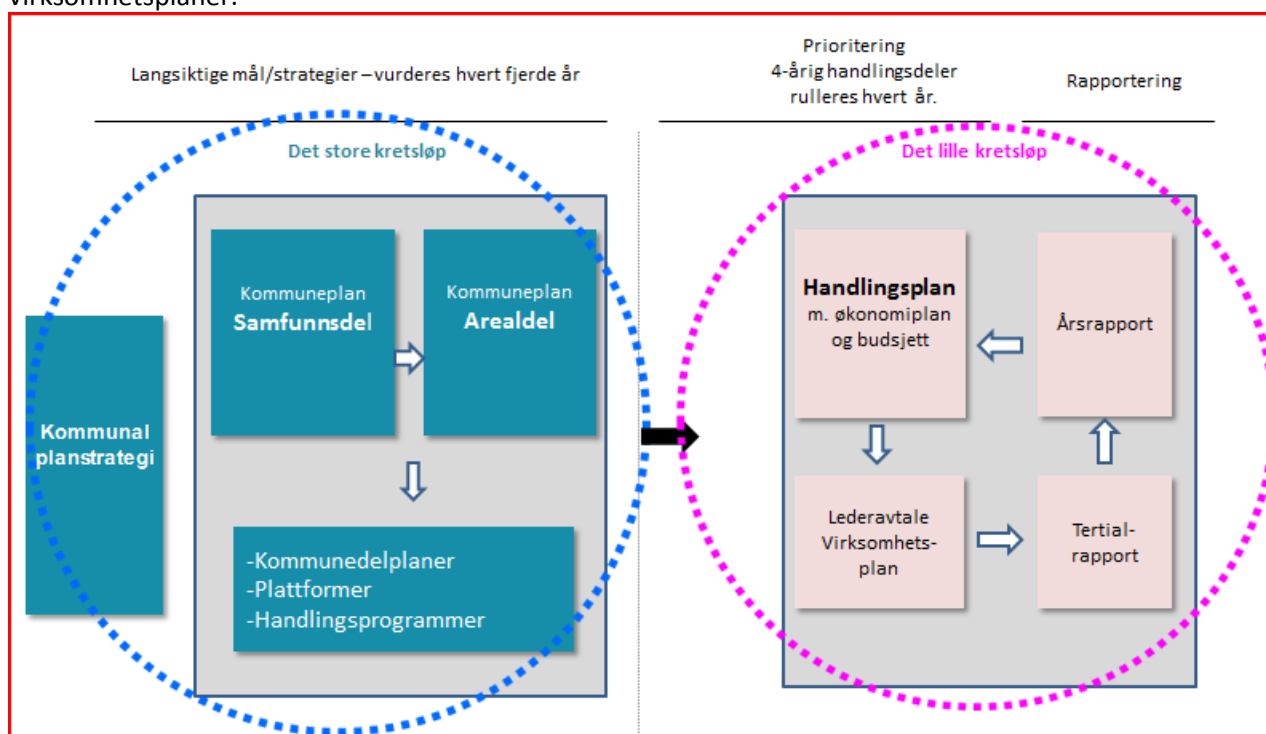 virksomhetsplaner.
Langsiktige mål/strategier – vurderes hvert fjerde år
Prioritering
4-årig handlingsdeler
rulleres hvert år.
Rapportering
Det store kretsløp
Kommunal
planstrategi
Kommuneplan
Samfunnsdel
Kommuneplan
Arealdel
-Kommunedelplaner
-Plattformer
-Handlingsprogrammer
Det lille kretsløp
Handlingsplan
m. økonomiplan
og budsjett
Årsrapport
Lederavtale
Virksomhets-
plan
Tertial-
rapport